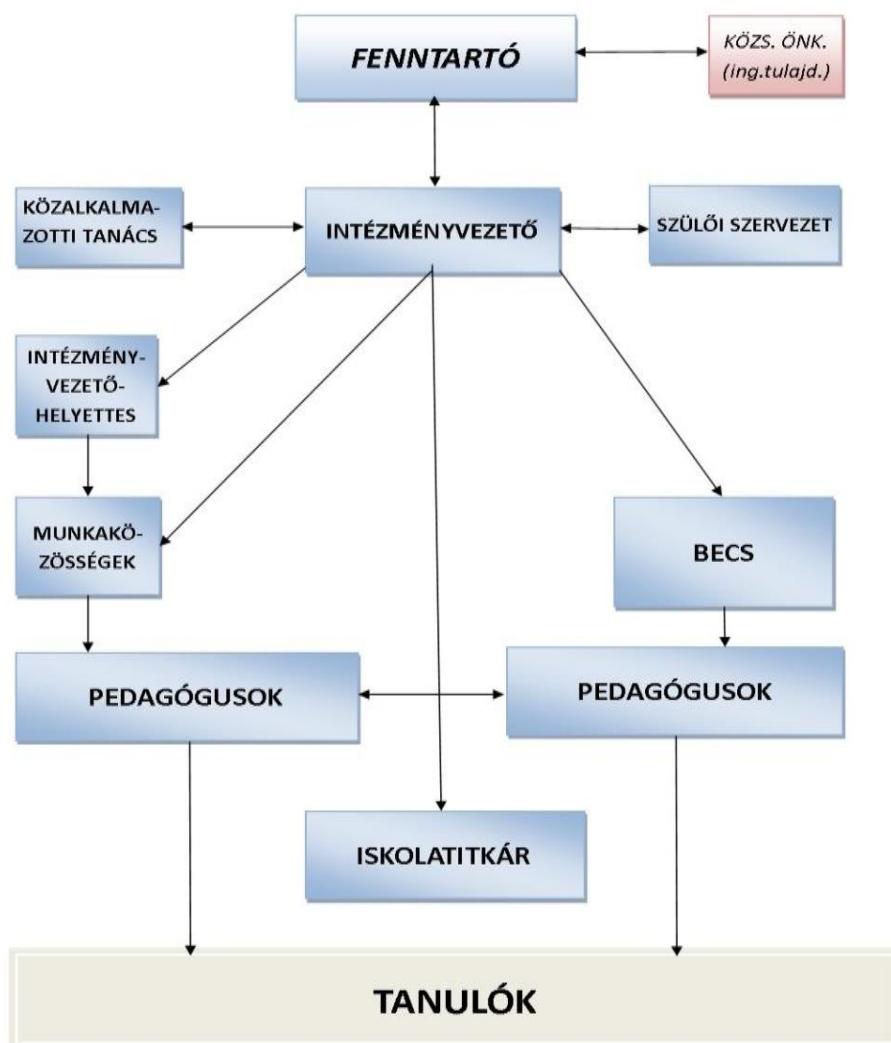 FENNTARTÓ
KÖZS. ÖNK.
(ing.tulajd.)
KÖZALKALMA-
ZOTTI TANÁCS
INTÉZMÉNYVEZETŐ
SZÜLŐI SZERVEZET
INTÉZMÉNY-
VEZETŐ-
HELYETTES
MUNKAKÖ-
ZÖSSÉGEK
BECS
PEDAGÓGUSOK
PEDAGÓGUSOK
ISKOLATITKÁR
TANULÓK